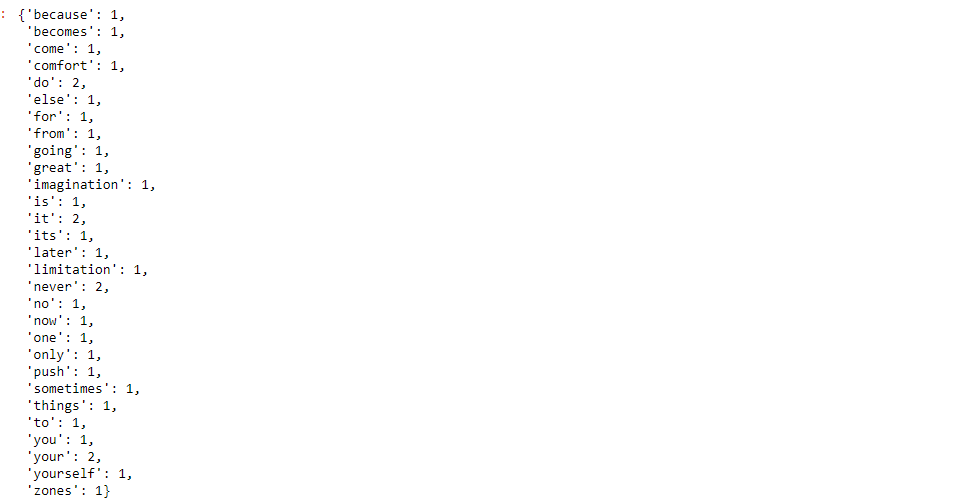 : {'because': 1,
'becomes': 1,
'come': 1,
'comfort': 1,
'do': 2,
'else': 1,
'for': 1,
'from': 1,
'going': 1,
'great': 1,
'imagination': 1,
'is': 1,
'it': 2,
'its': 1,
'later': 1,
'limitation': 1,
'never': 2,
'no': 1,
'now': 1,
'one': 1,
'only': 1,
'push': 1,
'sometimes': 1,
'things': 1,
'to': 1,
'you': 1,
'your': 2,
'yourself': 1,
'zones': 1}